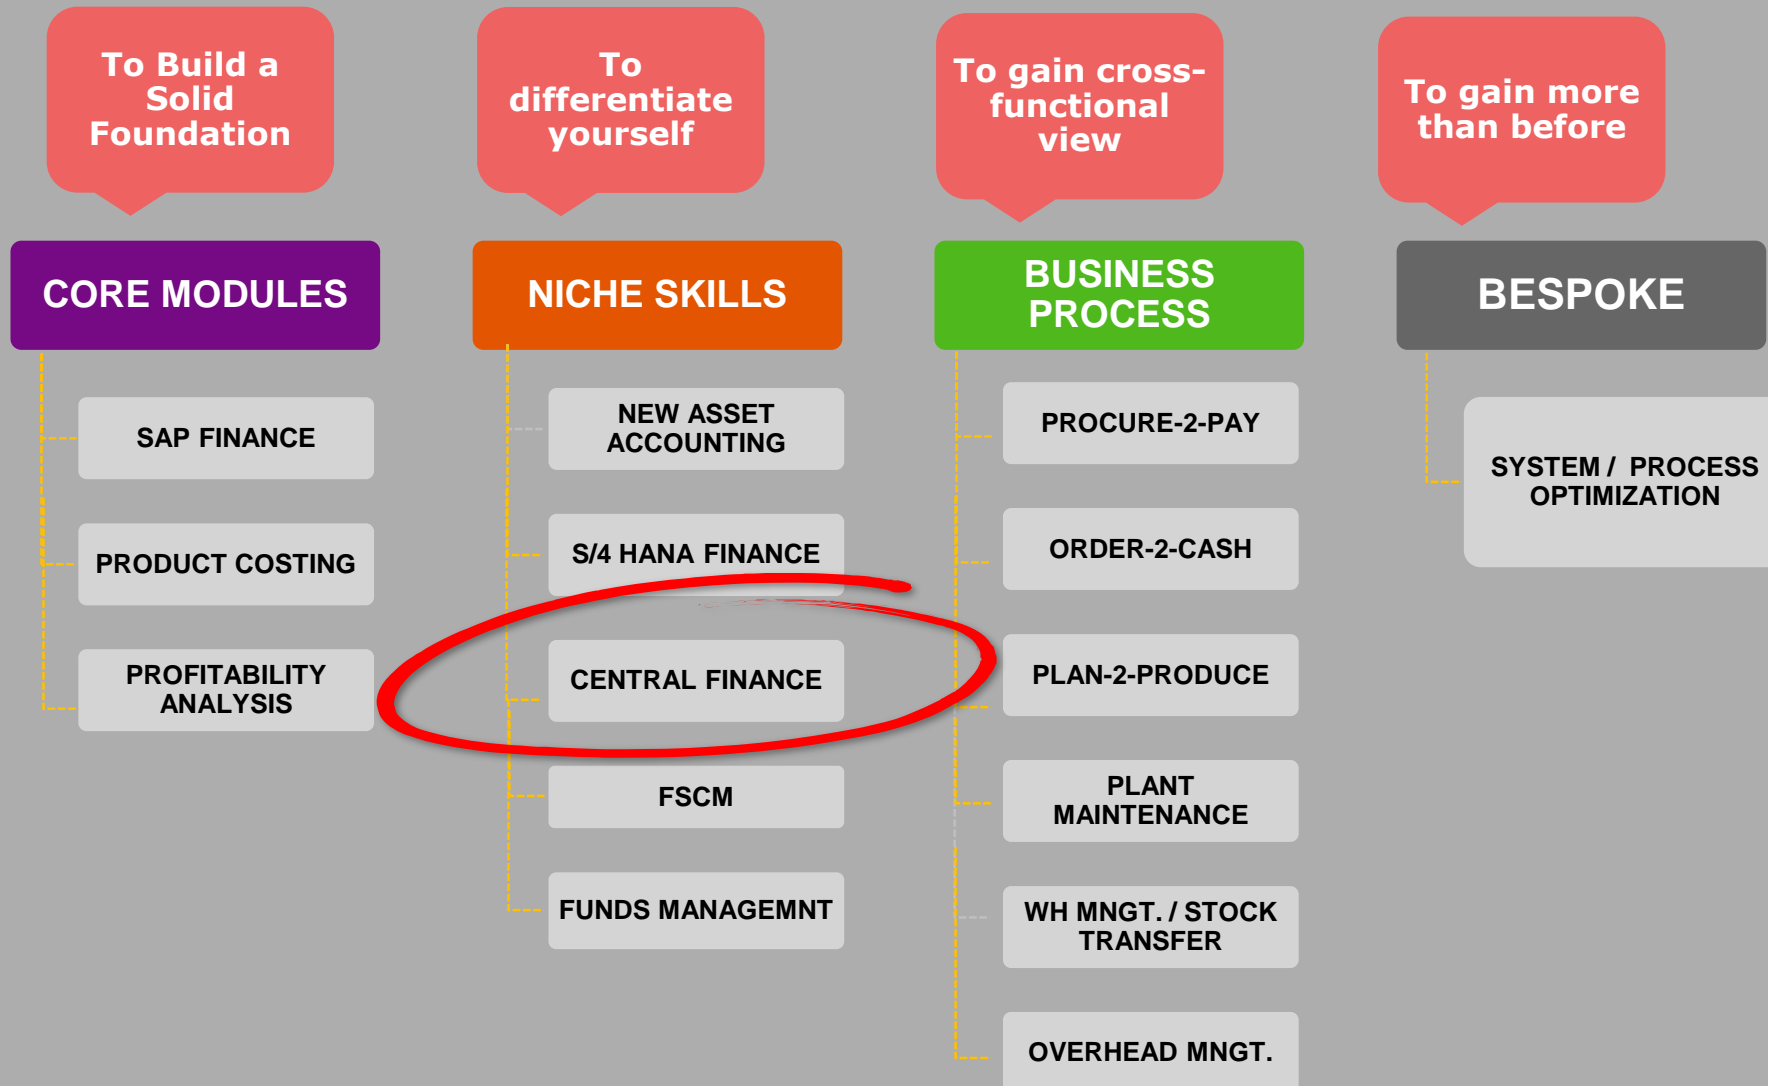 To Build a
Solid
Foundation
To
differentiate
yourself
To gain cross-
functional
view
To gain more
than before
CORE MODULES
SAP FINANCE
PRODUCT COSTING
PROFITABILITY
ANALYSIS
NICHE SKILLS
NEW ASSET
ACCOUNTING
S/4 HANA FINANCE
CENTRAL FINANCE
FSCM
FUNDS MANAGEMNT
BUSINESS
PROCESS
PROCURE-2-PAY
ORDER-2-CASH
PLAN-2-PRODUCE
PLANT
MAINTENANCE
WH MNGT. / STOCK
TRANSFER
OVERHEAD MNGT.
BESPOKE
SYSTEM / PROCESS
OPTIMIZATION